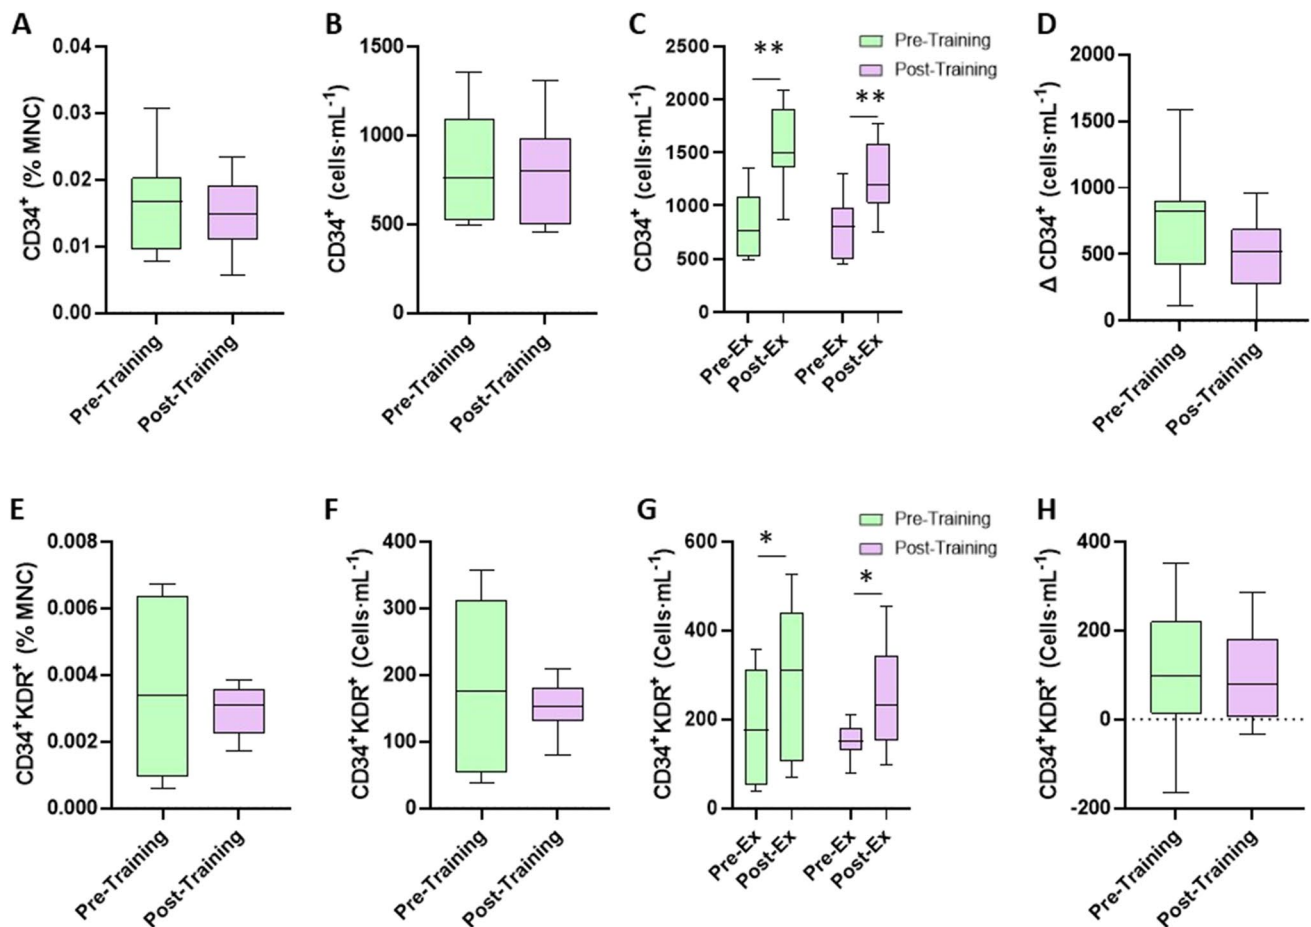 A
CD34⁺ (% MNC)
0.04
0.03
0.02
0.01
0.00
Pre-Training
Post-Training
B
CD34⁺ (cells·mL⁻¹)
1500
1000
500
0
Pre-Training
Post-Training
C
CD34⁺ (cells·mL⁻¹)
2500
2000
1500
1000
500
0
**
**
Pre-Training
Post-Training
Pre-Ex
Post-Ex
Pre-Ex
Post-Ex
D
Δ CD34⁺ (cells·mL⁻¹)
2000
1500
1000
500
0
Pre-Training
Pos-Training
E
CD34⁺KDR⁺ (% MNC)
0.008
0.006
0.004
0.002
0.000
Pre-Training
Post-Training
F
CD34⁺KDR⁺ (Cells·mL⁻¹)
400
300
200
100
0
Pre-Training
Post-Training
G
CD34⁺KDR⁺ (Cells·mL⁻¹)
600
400
200
0
*
*
Pre-Training
Post-Training
Pre-Ex
Post-Ex
Pre-Ex
Post-Ex
H
CD34⁺KDR⁺ (Cells·mL⁻¹)
400
200
0
-200
Pre-Training
Post-Training